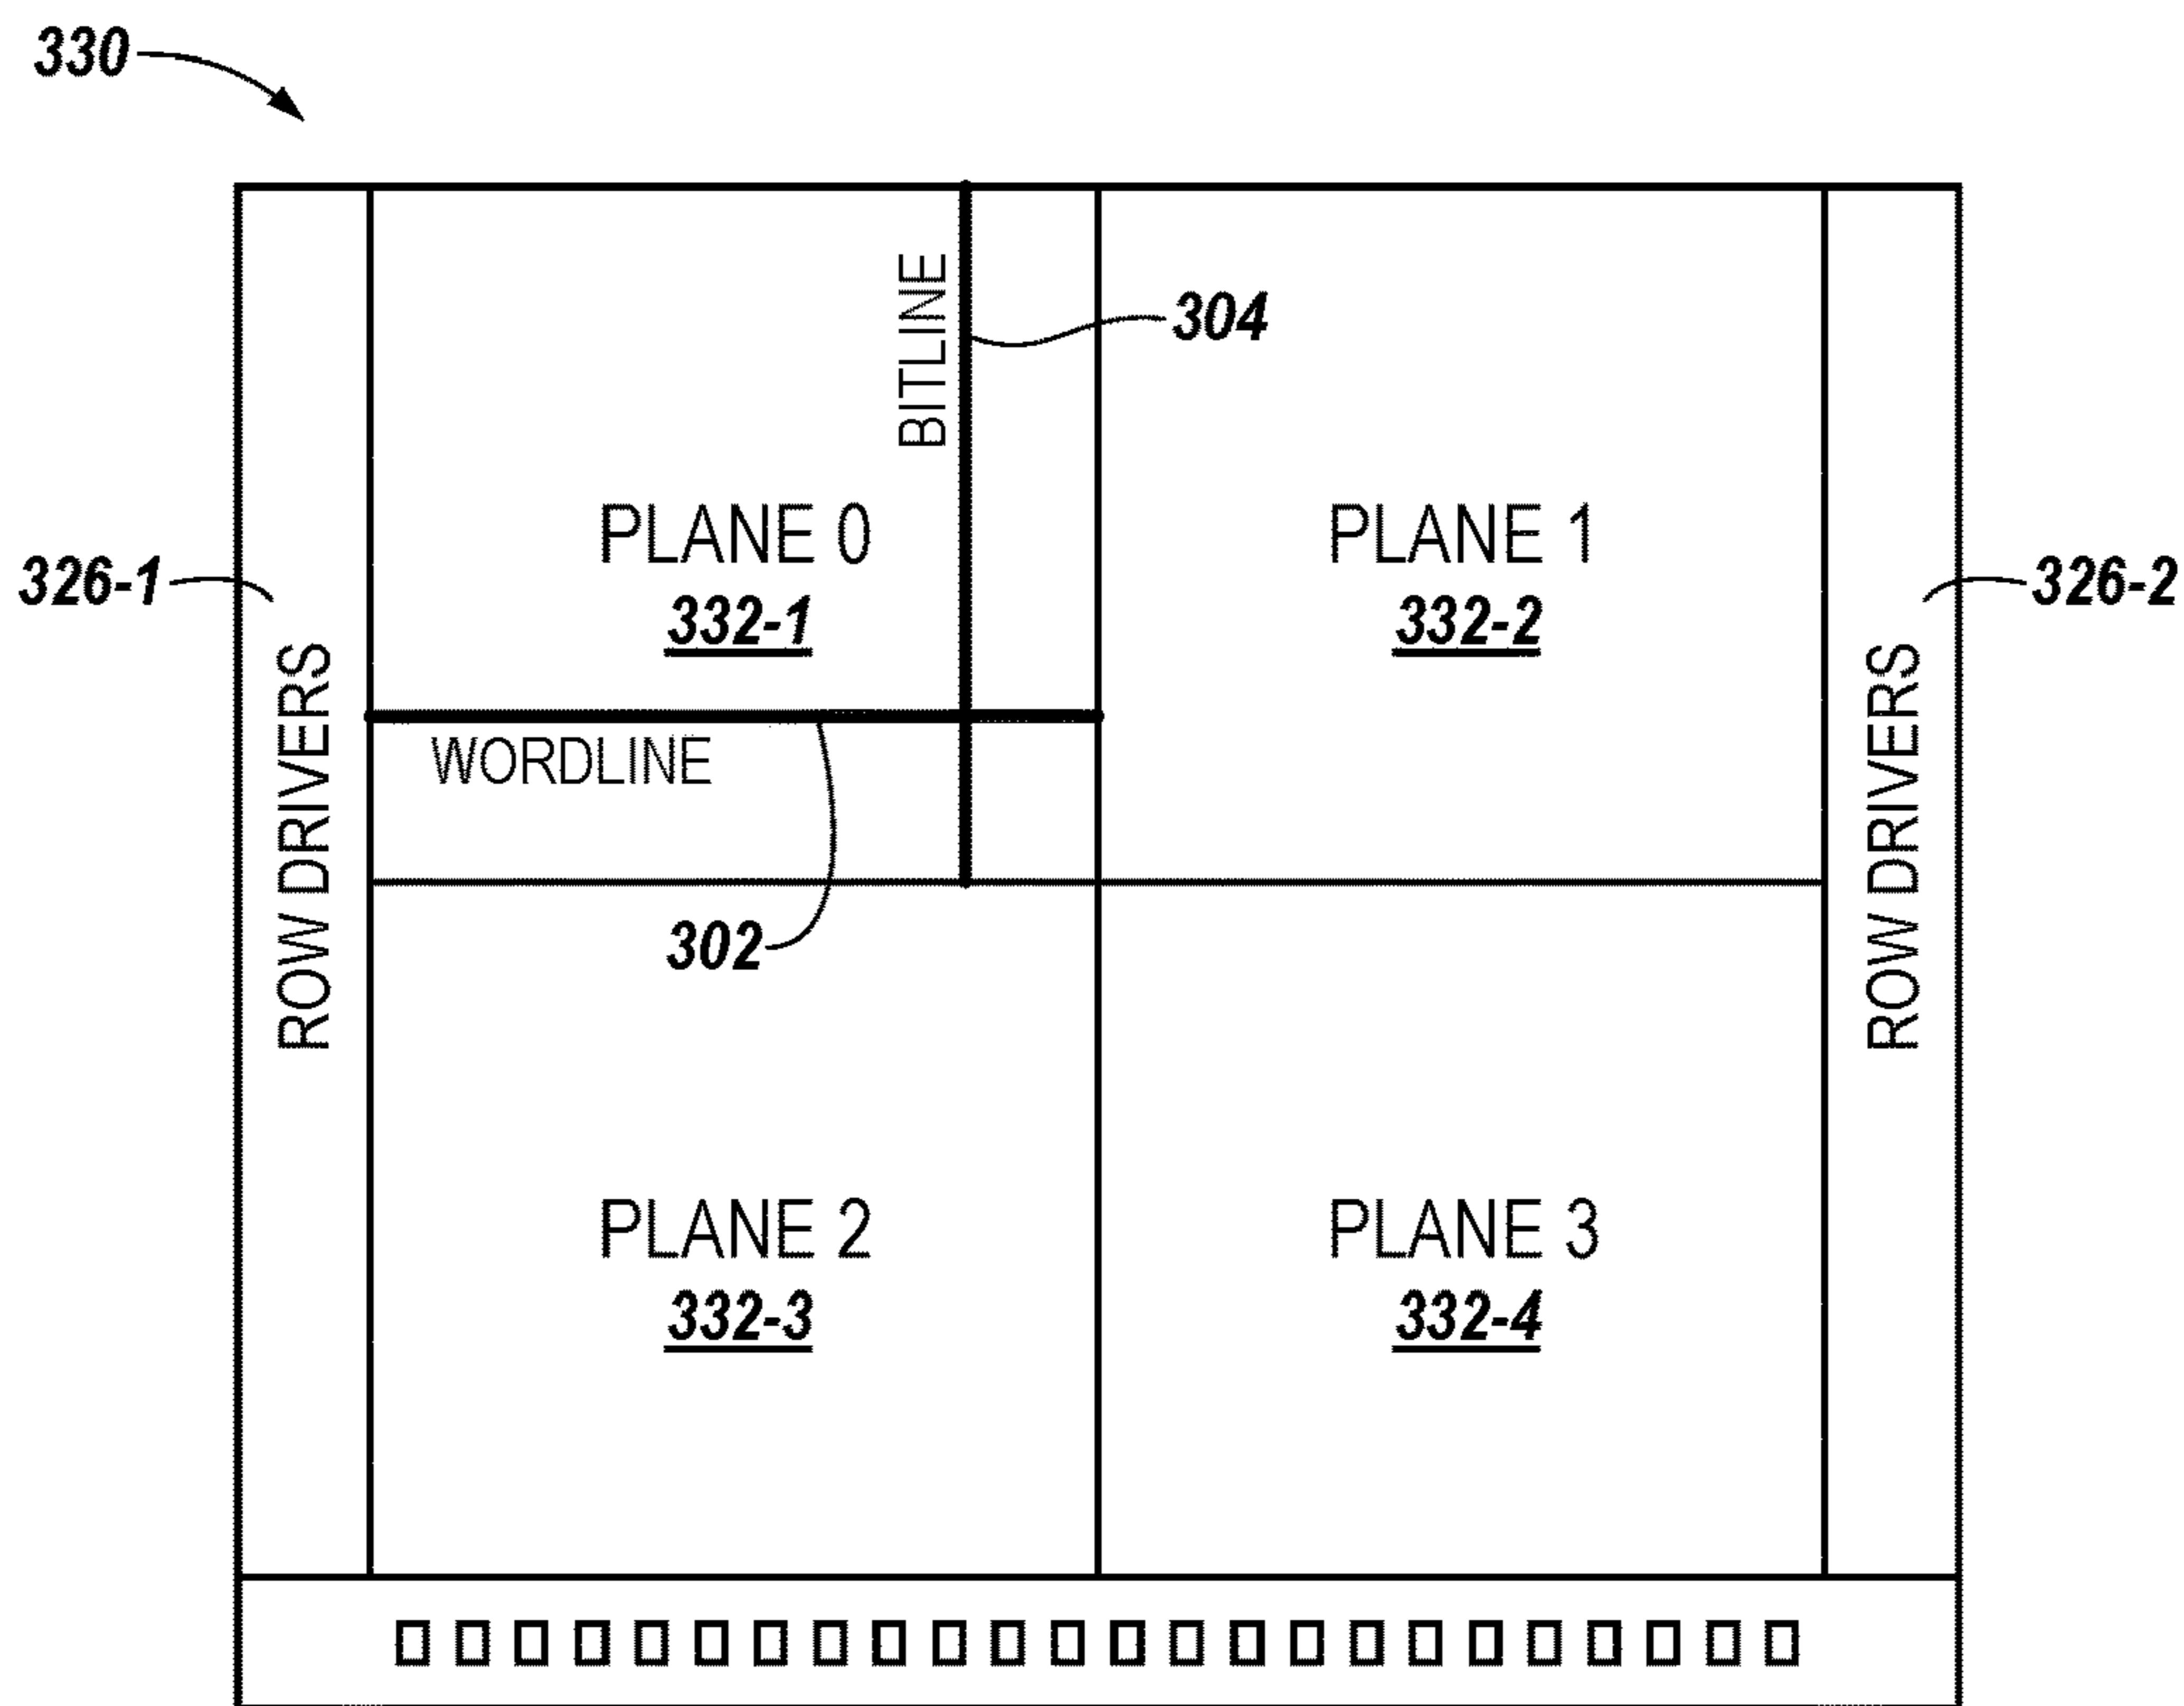 330
BITLINE
304
PLANE 0
332-1
PLANE 1
332-2
326-1
326-2
ROW DRIVERS
WORDLINE
ROW DRIVERS
302
PLANE 2
332-3
PLANE 3
332-4